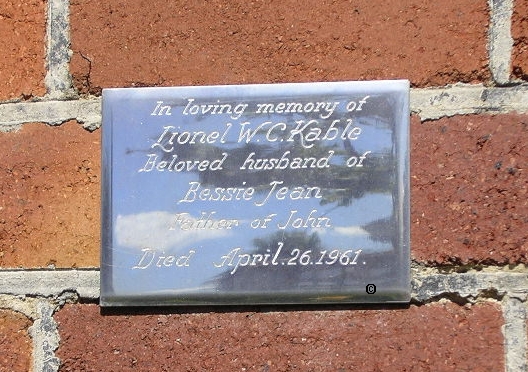 In loving memory of
Lionel W.C. Kable
Beloved husband of
Bessie Jean
Father of John
Died April.26.1961.
©